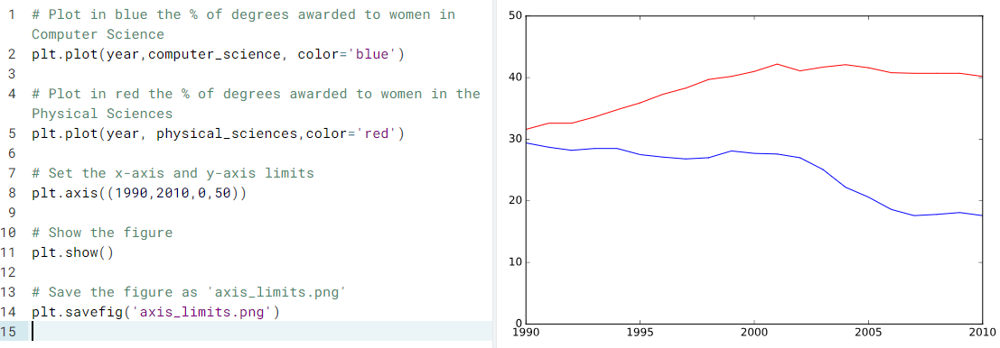 1 # Plot in blue the % of degrees awarded to women in
Computer Science
2 plt.plot(year,computer_science, color='blue')
3
4 # Plot in red the % of degrees awarded to women in the
Physical Sciences
5 plt.plot(year, physical_sciences,color='red')
6
7 # Set the x-axis and y-axis limits
8 plt.axis((1990,2010,0,50))
9
10 # Show the figure
11 plt.show()
12
13 # Save the figure as 'axis_limits.png'
14 plt.savefig('axis_limits.png')
15
50
40
30
20
10
0
1990 1995 2000 2005 2010